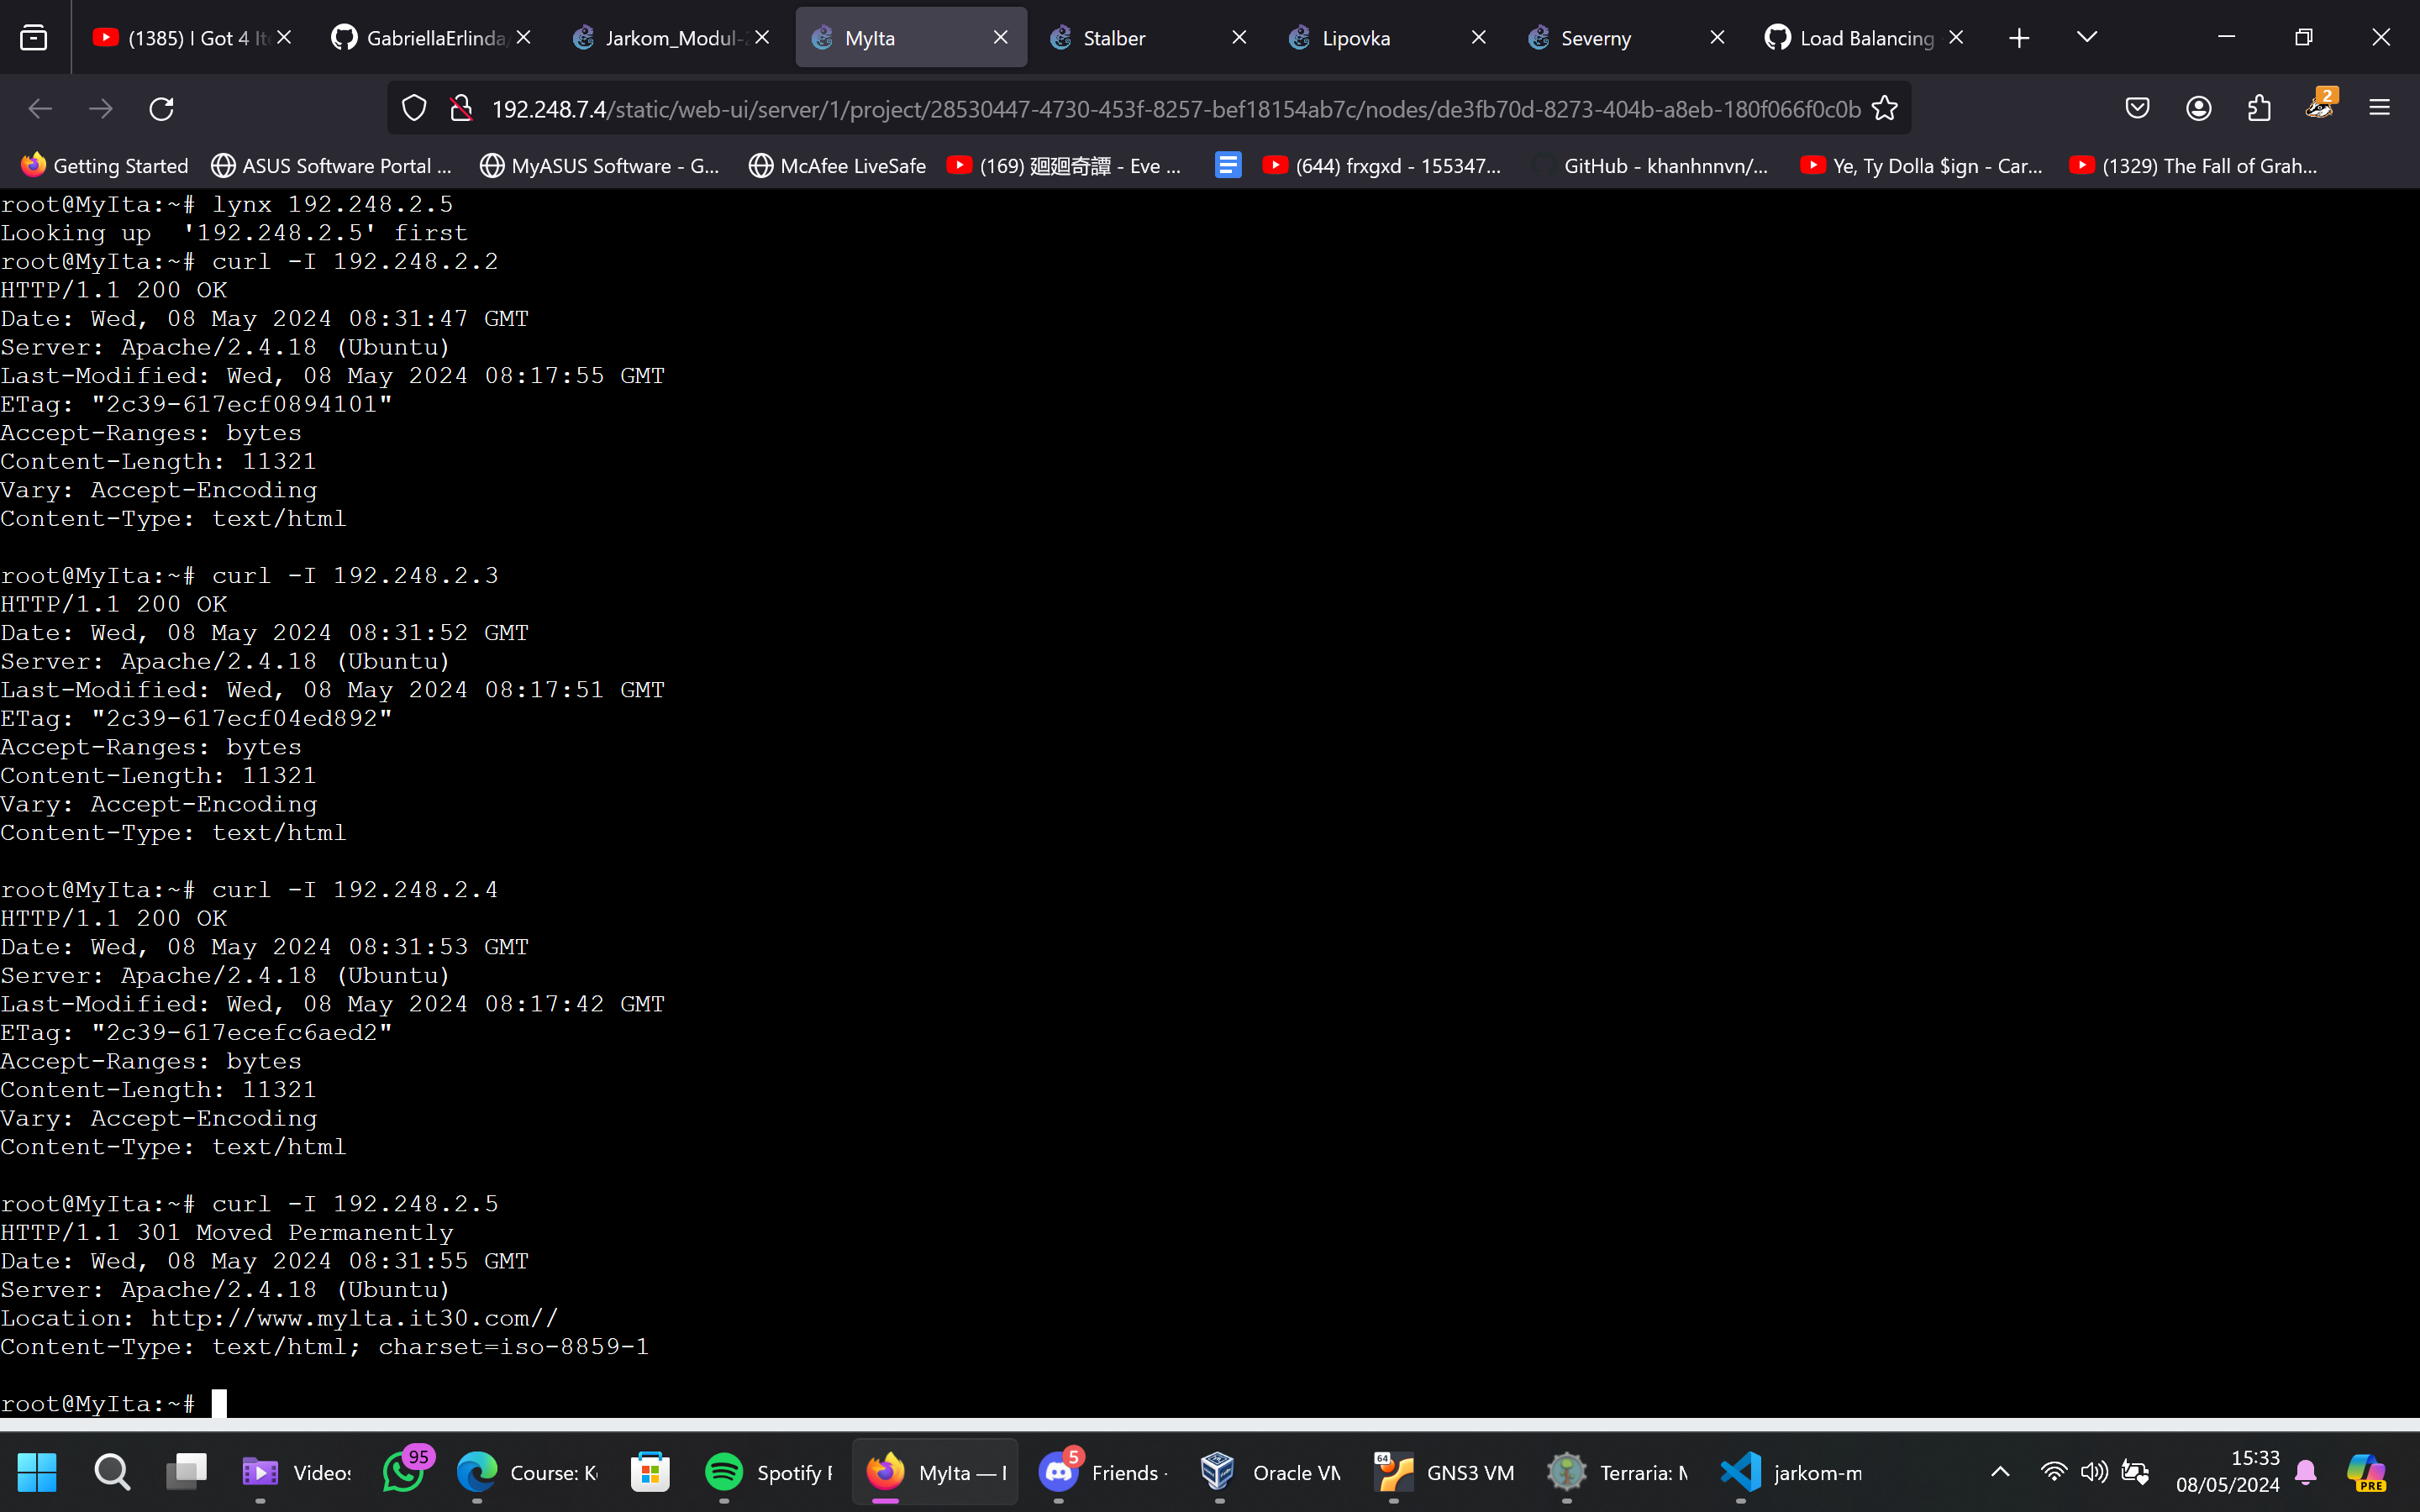 (1385) I Got 4 It
GabriellaErlinda/
Jarkom_Modul-2
MyIta
Stalber
Lipovka
Severny
Load Balancing
192.248.7.4/static/web-ui/server/1/project/28530447-4730-453f-8257-bef18154ab7c/nodes/de3fb70d-8273-404b-a8eb-180f066f0c0b
2
Getting Started
ASUS Software Portal ...
MyASUS Software - G...
McAfee LiveSafe
(169) 廻廻奇譚 - Eve ...
(644) frxgxd - 155347...
GitHub - khanhnnvn/...
Ye, Ty Dolla $ign - Car...
(1329) The Fall of Grah...
root@MyIta:~# lynx 192.248.2.5
Looking up  '192.248.2.5' first
root@MyIta:~# curl -I 192.248.2.2
HTTP/1.1 200 OK
Date: Wed, 08 May 2024 08:31:47 GMT
Server: Apache/2.4.18 (Ubuntu)
Last-Modified: Wed, 08 May 2024 08:17:55 GMT
ETag: "2c39-617ecf0894101"
Accept-Ranges: bytes
Content-Length: 11321
Vary: Accept-Encoding
Content-Type: text/html
root@MyIta:~# curl -I 192.248.2.3
HTTP/1.1 200 OK
Date: Wed, 08 May 2024 08:31:52 GMT
Server: Apache/2.4.18 (Ubuntu)
Last-Modified: Wed, 08 May 2024 08:17:51 GMT
ETag: "2c39-617ecf04ed892"
Accept-Ranges: bytes
Content-Length: 11321
Vary: Accept-Encoding
Content-Type: text/html
root@MyIta:~# curl -I 192.248.2.4
HTTP/1.1 200 OK
Date: Wed, 08 May 2024 08:31:53 GMT
Server: Apache/2.4.18 (Ubuntu)
Last-Modified: Wed, 08 May 2024 08:17:42 GMT
ETag: "2c39-617ecefc6aed2"
Accept-Ranges: bytes
Content-Length: 11321
Vary: Accept-Encoding
Content-Type: text/html
root@MyIta:~# curl -I 192.248.2.5
HTTP/1.1 301 Moved Permanently
Date: Wed, 08 May 2024 08:31:55 GMT
Server: Apache/2.4.18 (Ubuntu)
Location: http://www.mylta.it30.com//
Content-Type: text/html; charset=iso-8859-1
root@MyIta:~#
Videos
95
Course: K
Spotify
MyIta —
5
Friends -
Oracle VM
64
GNS3 VM
Terraria:
jarkom-m
15:33
08/05/2024
PRE